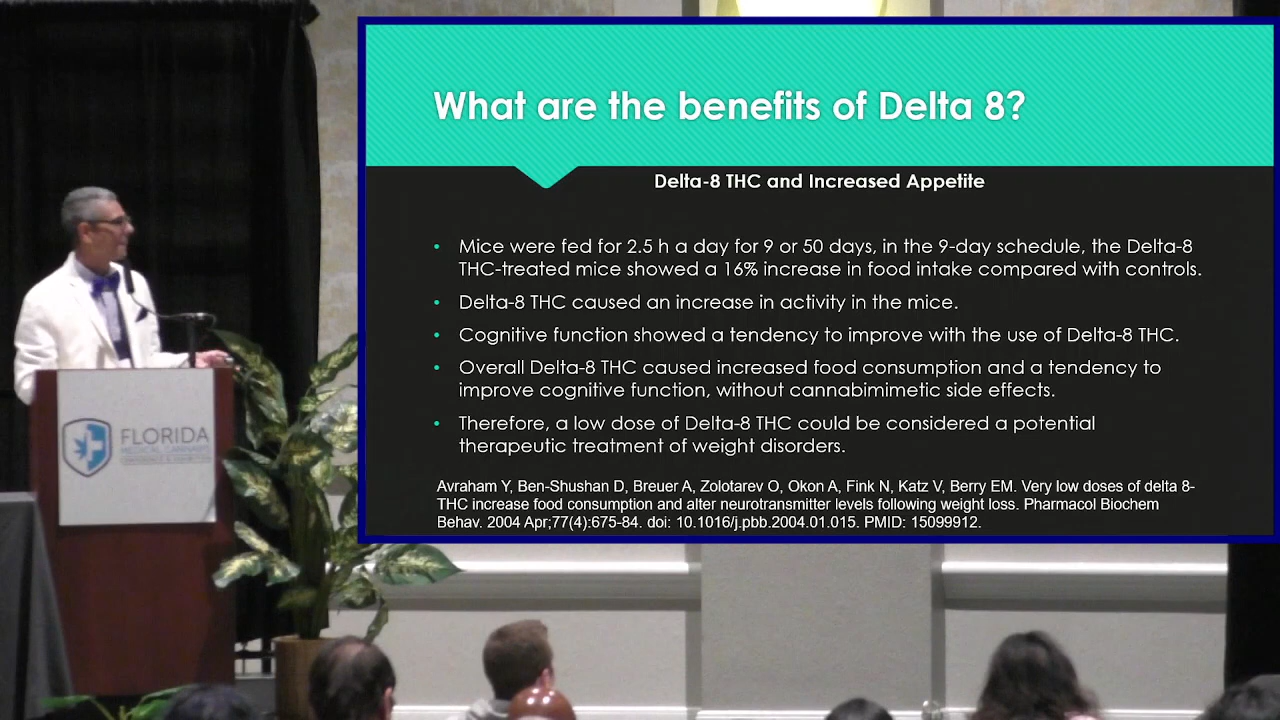 What are the benefits of Delta 8?
Delta-8 THC and Increased Appetite
• Mice were fed for 2.5 h a day for 9 or 50 days, in the 9-day schedule, the Delta-8
THC-treated mice showed a 16% increase in food intake compared with controls.
• Delta-8 THC caused an increase in activity in the mice.
• Cognitive function showed a tendency to improve with the use of Delta-8 THC.
• Overall Delta-8 THC caused increased food consumption and a tendency to
improve cognitive function, without cannabimimetic side effects.
• Therefore, a low dose of Delta-8 THC could be considered a potential
therapeutic treatment of weight disorders.
Avraham Y, Ben-Shushan D, Breuer A, Zolotarev O, Okon A, Fink N, Katz V, Berry EM. Very low doses of delta 8-
THC increase food consumption and alter neurotransmitter levels following weight loss. Pharmacol Biochem
Behav. 2004 Apr;77(4):675-84. doi: 10.1016/j.pbb.2004.01.015. PMID: 15099912.
FLORIDA
MEDICAL CANNABIS
CONFERENCE & EXHIBITION